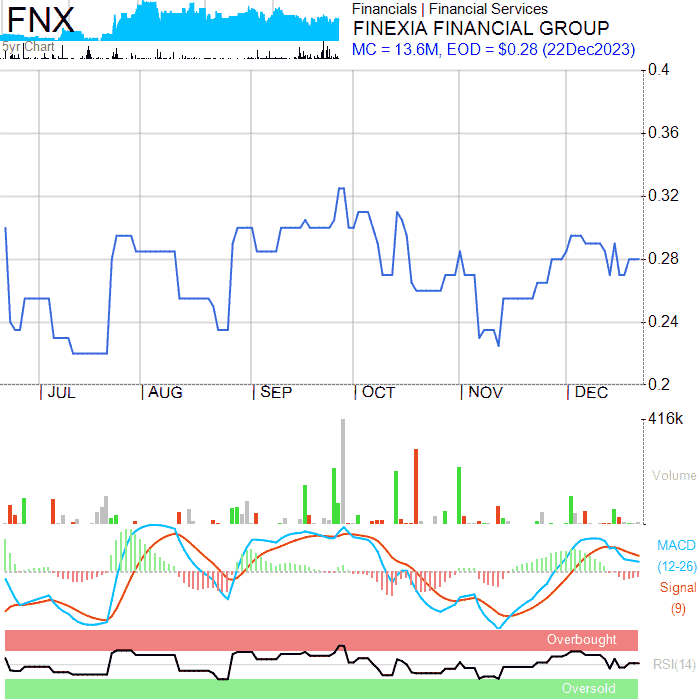 FNX
5yr Chart
Financials | Financial Services
FINEXIA FINANCIAL GROUP
MC = 13.6M, EOD = $0.28 (22Dec2023)
0.4
0.36
0.32
0.28
0.24
0.2
JUL AUG SEP OCT NOV DEC
416k
Volume
MACD
(12-26)
Signal
(9)
Overbought
RSI(14)
Oversold